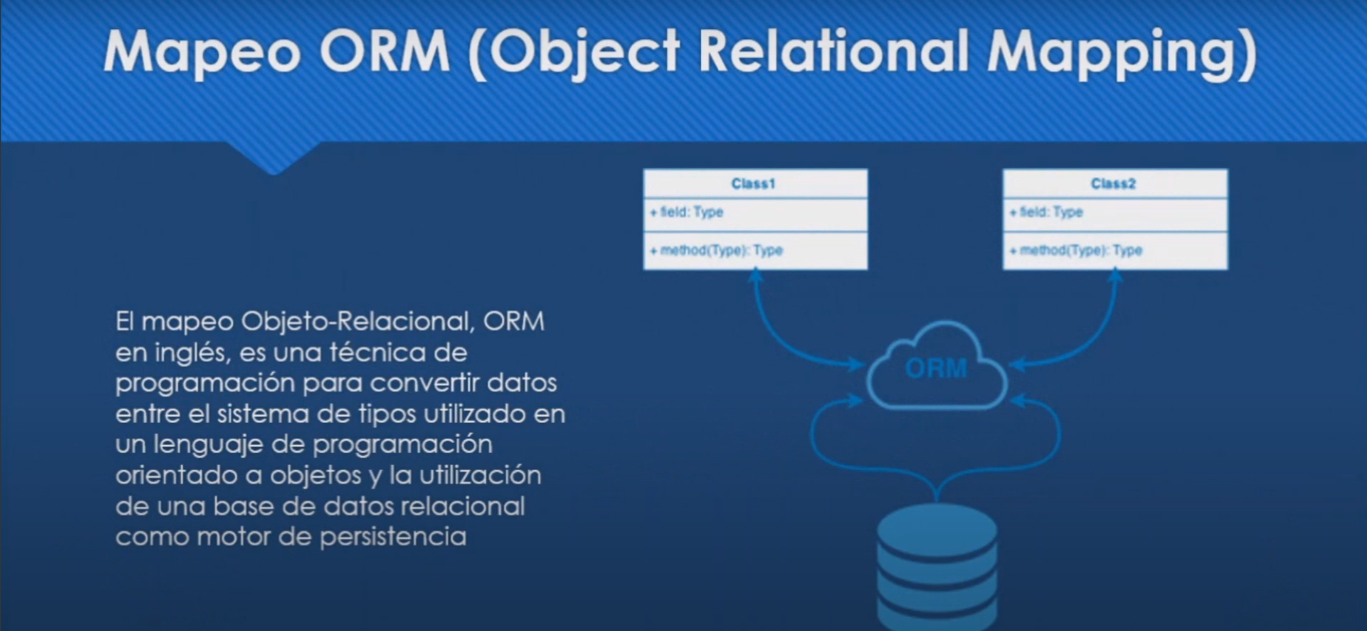 Mapeo ORM (Object Relational Mapping)
Class1
+ field: Type
+ method(Type): Type
Class2
+ field: Type
+ method(Type): Type
ORM
El mapeo Objeto-Relacional, ORM
en inglés, es una técnica de
programación para convertir datos
entre el sistema de tipos utilizado en
un lenguaje de programación
orientado a objetos y la utilización
de una base de datos relacional
como motor de persistencia